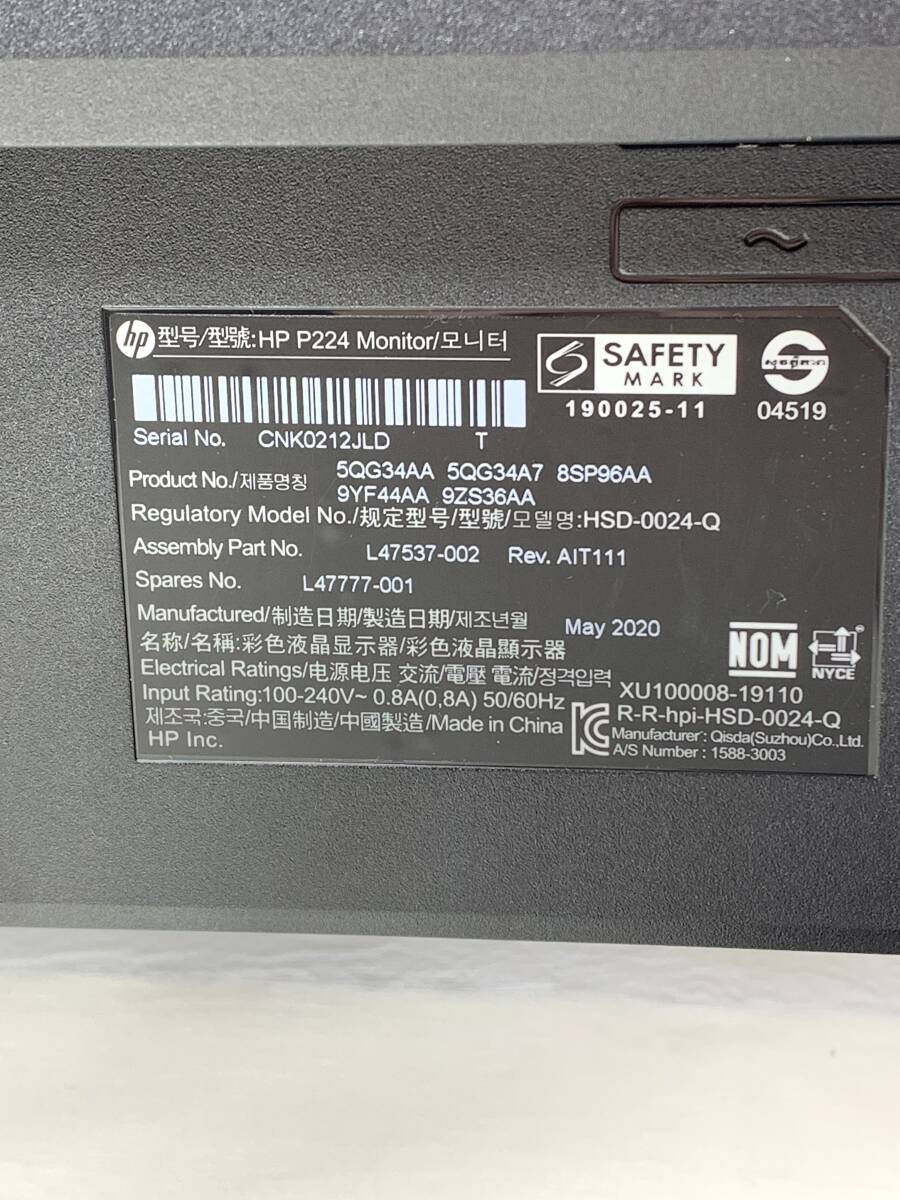 hp 型号/型號:HP P224 Monitor/모니터
SAFETY
MARK
190025-11
04519
Serial No. CNK0212JLD T
Product No./제품명칭 5QG34AA 5QG34A7 8SP96AA
9YF44AA 9ZS36AA
Regulatory Model No./规定型号/型號/모델명:HSD-0024-Q
Assembly Part No. L47537-002 Rev. AIT111
Spares No. L47777-001
Manufactured/制造日期/製造日期/제조년월 May 2020
名称/名稱:彩色液晶显示器/彩色液晶顯示器
Electrical Ratings/电源电压 交流/電壓 電流/정격입력
Input Rating:100-240V~ 0.8A(0,8A) 50/60Hz
제조국:중국/中国制造/中國製造/Made in China
HP Inc.
NOM
NYCE
XU100008-19110
R-R-hpi-HSD-0024-Q
Manufacturer : Qisda(Suzhou)Co.,Ltd.
A/S Number : 1588-3003